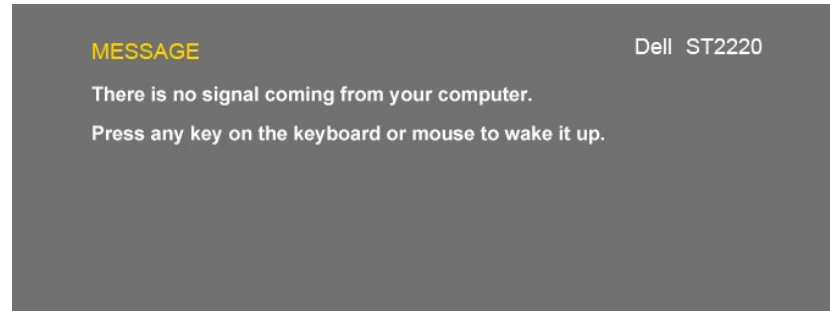 MESSAGE
Dell ST2220
There is no signal coming from your computer.
Press any key on the keyboard or mouse to wake it up.